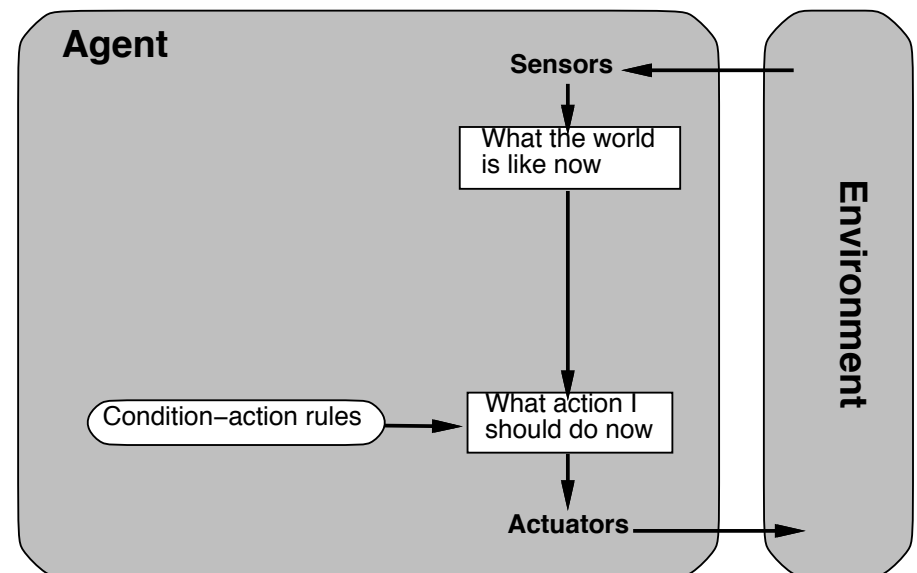 Agent
Sensors
What the world
is like now
Environment
Condition−action rules
What action I
should do now
Actuators